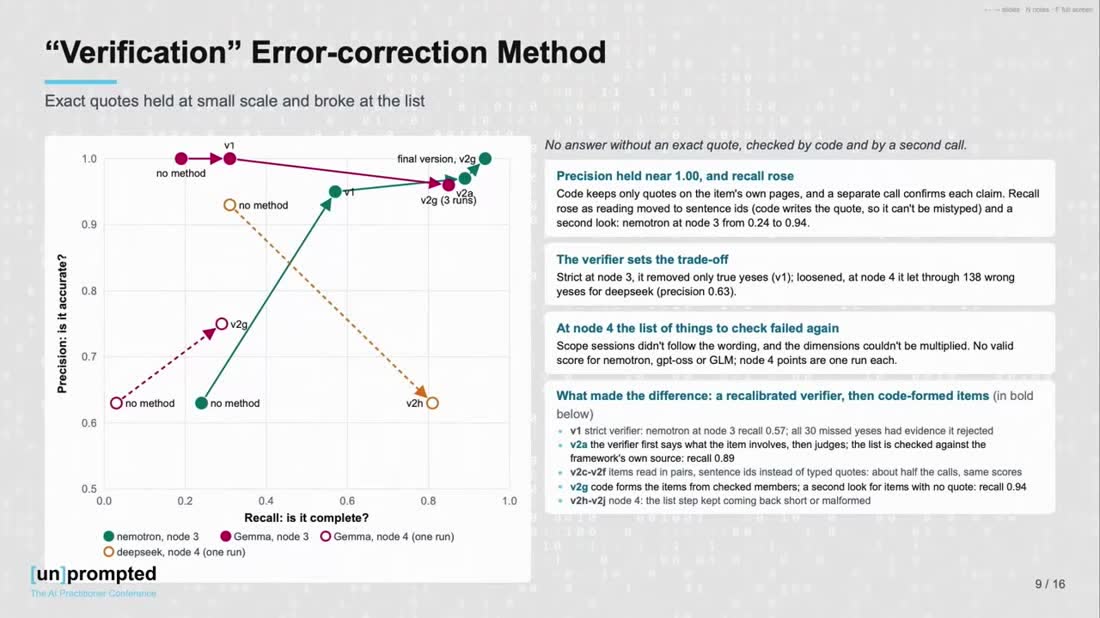 ←→ slides · N notes · F full screen
“Verification” Error-correction Method
Exact quotes held at small scale and broke at the list
v1
1.0
no method
final version, v2g
v1
v2a
v2g (3 runs)
0.9
no method
0.8
v2g
0.7
no method
no method
v2h
0.6
0.5
0.0 0.2 0.4 0.6 0.8 1.0
Precision: is it accurate?
Recall: is it complete?
nemotron, node 3 Gemma, node 3 Gemma, node 4 (one run)
deepseek, node 4 (one run)
No answer without an exact quote, checked by code and by a second call.
Precision held near 1.00, and recall rose
Code keeps only quotes on the item's own pages, and a separate call confirms each claim. Recall
rose as reading moved to sentence ids (code writes the quote, so it can't be mistyped) and a
second look: nemotron at node 3 from 0.24 to 0.94.
The verifier sets the trade-off
Strict at node 3, it removed only true yeses (v1); loosened, at node 4 it let through 138 wrong
yeses for deepseek (precision 0.63).
At node 4 the list of things to check failed again
Scope sessions didn't follow the wording, and the dimensions couldn't be multiplied. No valid
score for nemotron, gpt-oss or GLM; node 4 points are one run each.
What made the difference: a recalibrated verifier, then code-formed items (in bold
below)
• v1 strict verifier: nemotron at node 3 recall 0.57; all 30 missed yeses had evidence it rejected
• v2a the verifier first says what the item involves, then judges; the list is checked against the
framework's own source: recall 0.89
• v2c-v2f items read in pairs, sentence ids instead of typed quotes: about half the calls, same scores
• v2g code forms the items from checked members; a second look for items with no quote: recall 0.94
• v2h-v2j node 4: the list step kept coming back short or malformed
[un]prompted
The AI Practitioner Conference
9 / 16